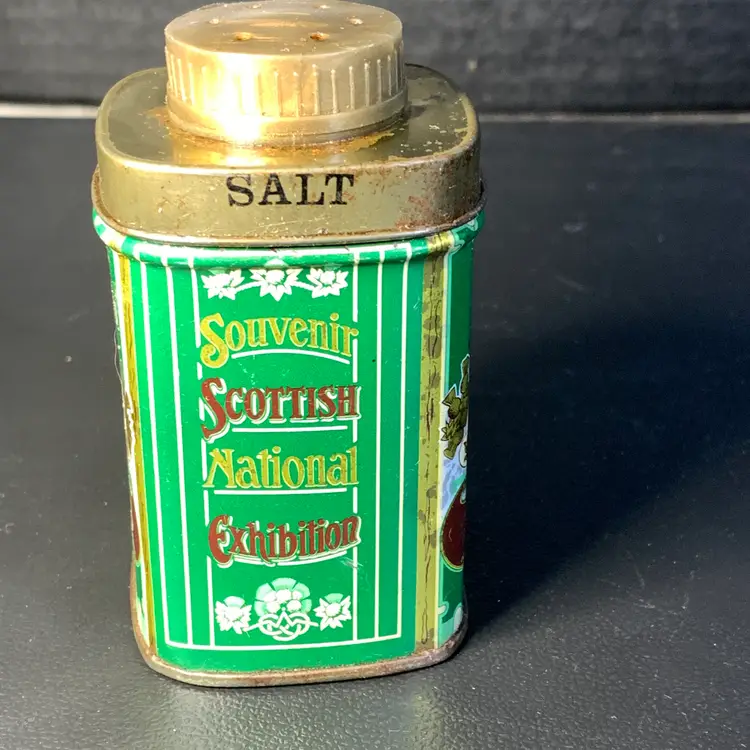 SALT
Souvenir
SCOTTISH
National
Exhibition